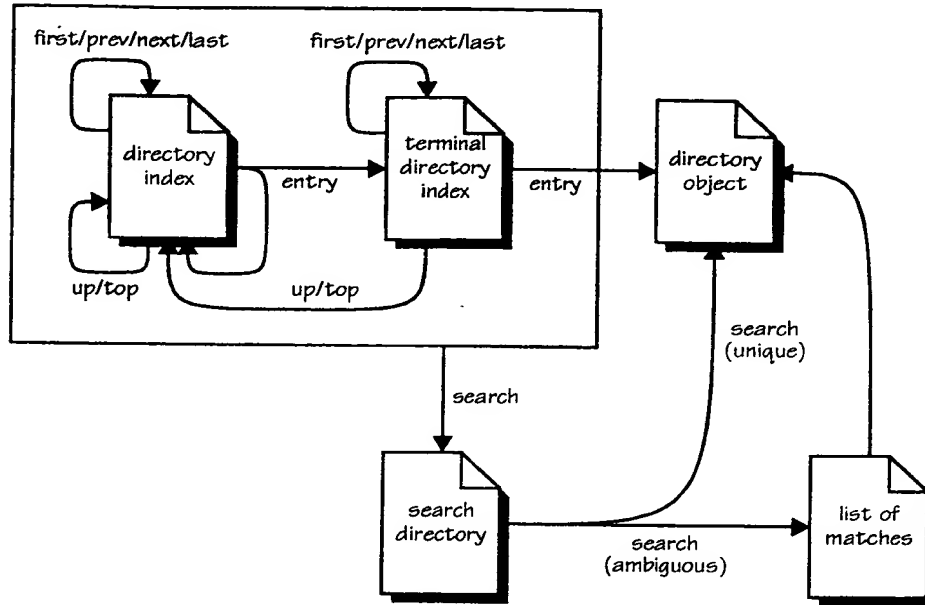 first/prev/next/last
first/prev/next/last
directory
index
terminal
directory
index
directory
object
entry
entry
up/top
up/top
search
(unique)
search
search
directory
list of
matches
search
(ambiguous)